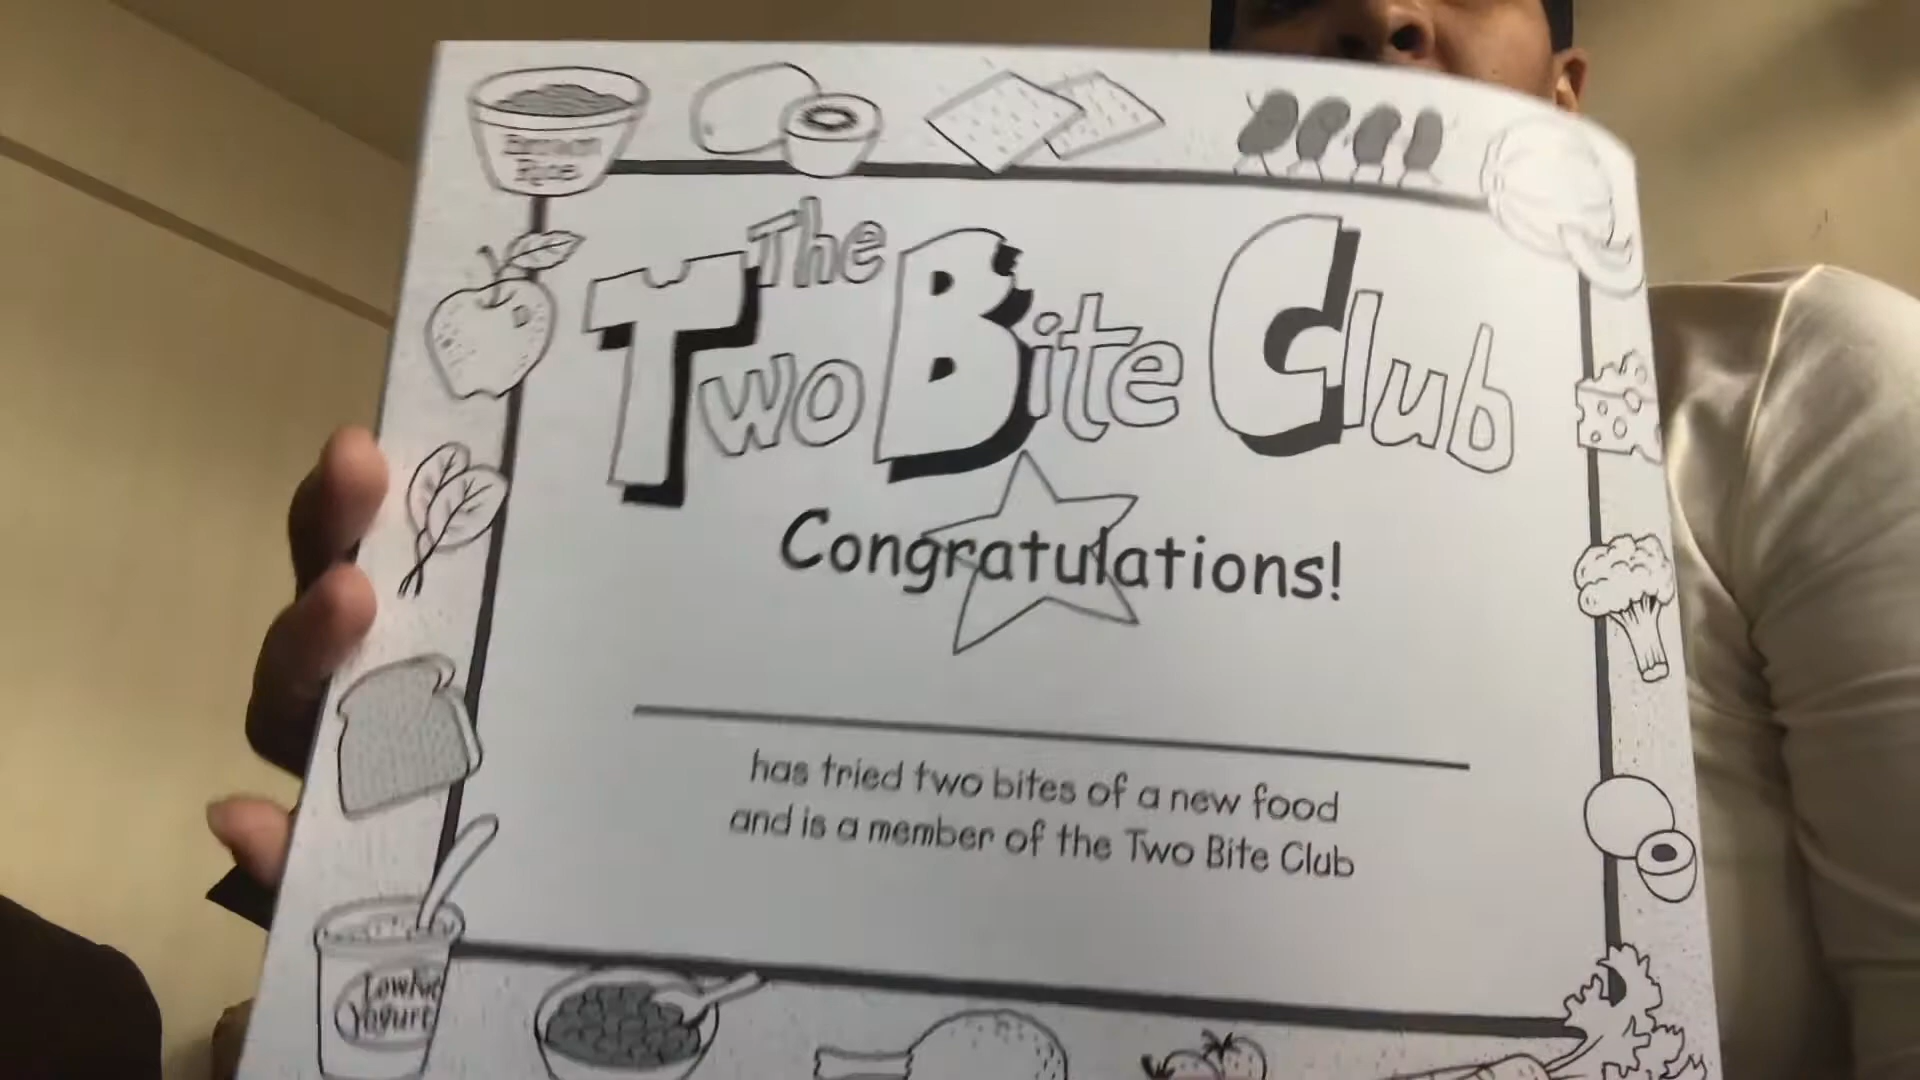 Brown
Rice
The
Two Bite Club
Congratulations!
has tried two bites of a new food
and is a member of the Two Bite Club
Lowfat
Yogurt